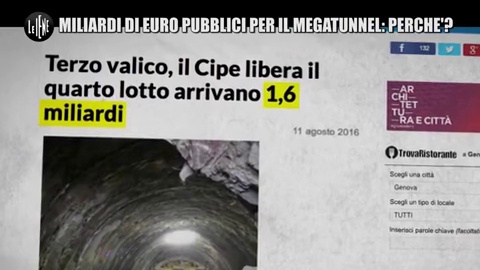 LE IENE
MILIARDI DI EURO PUBBLICI PER IL MEGATUNNEL: PERCHE'?
Terzo valico, il Cipe libera il
quarto lotto arrivano 1,6
miliardi
11 agosto 2016
132
—AR
CHI—
TET
TU—
RA E CITTÀ
TrovaRistorante
a Gen
Scegli una città
Genova
Scegli un tipo di locale
TUTTI
Inserisci parole chiave (facoltati